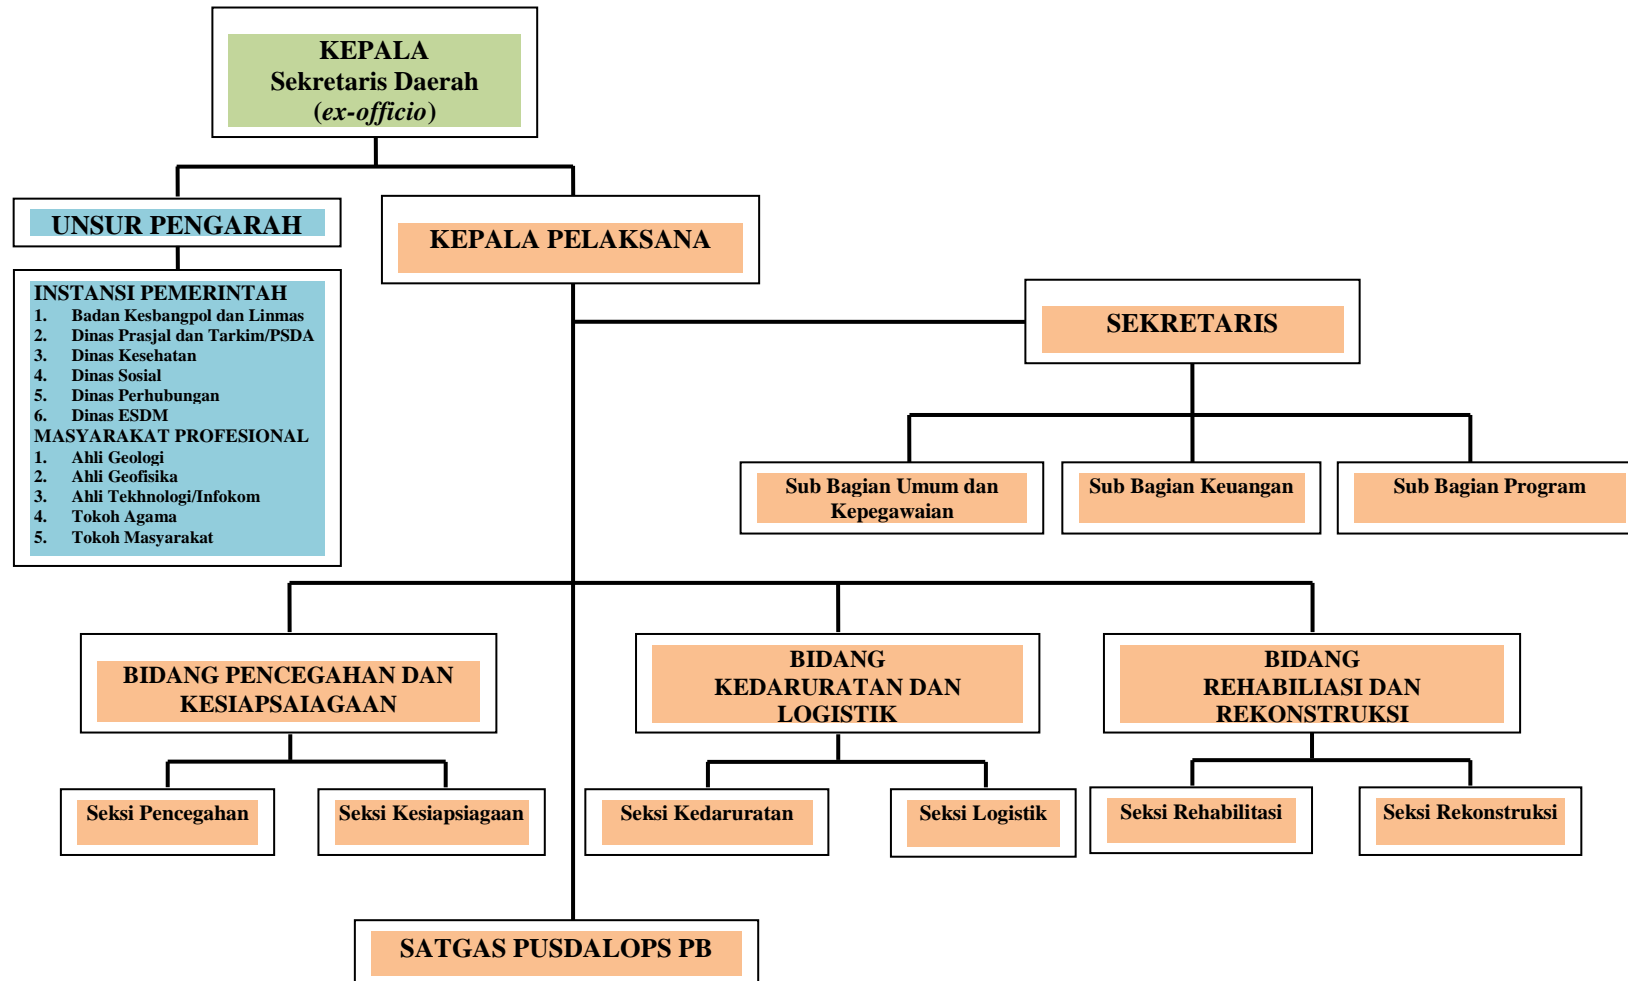 KEPALA
Sekretaris Daerah
(ex-officio)
UNSUR PENGARAH
KEPALA PELAKSANA
INSTANSI PEMERINTAH
1. Badan Kesbangpol dan Linmas
2. Dinas Prasjal dan Tarkim/PSDA
3. Dinas Kesehatan
4. Dinas Sosial
5. Dinas Perhubungan
6. Dinas ESDM
MASYARAKAT PROFESIONAL
1. Ahli Geologi
2. Ahli Geofisika
3. Ahli Tekhnologi/Infokom
4. Tokoh Agama
5. Tokoh Masyarakat
SEKRETARIS
Sub Bagian Umum dan
Kepegawaian
Sub Bagian Keuangan
Sub Bagian Program
BIDANG PENCEGAHAN DAN
KESIAPSAIAGAAN
BIDANG
KEDARURATAN DAN
LOGISTIK
BIDANG
REHABILIASI DAN
REKONSTRUKSI
Seksi Pencegahan
Seksi Kesiapsiagaan
Seksi Kedaruratan
Seksi Logistik
Seksi Rehabilitasi
Seksi Rekonstruksi
SATGAS PUSDALOPS PB